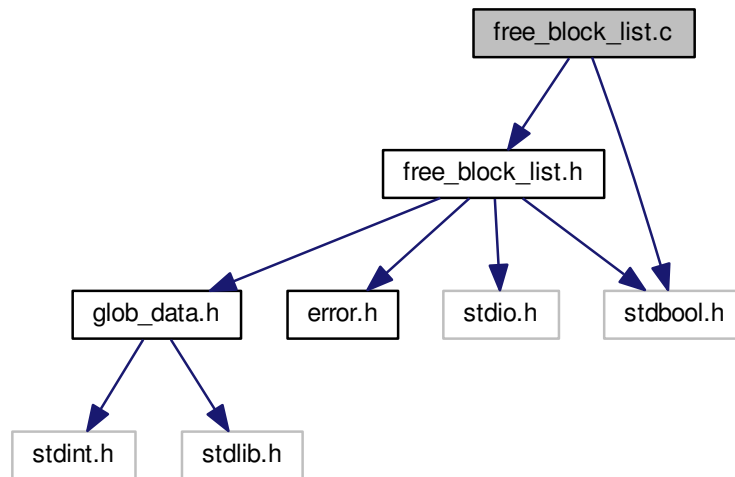 free_block_list.c
free_block_list.h
glob_data.h
error.h
stdio.h
stdbool.h
stdint.h
stdlib.h